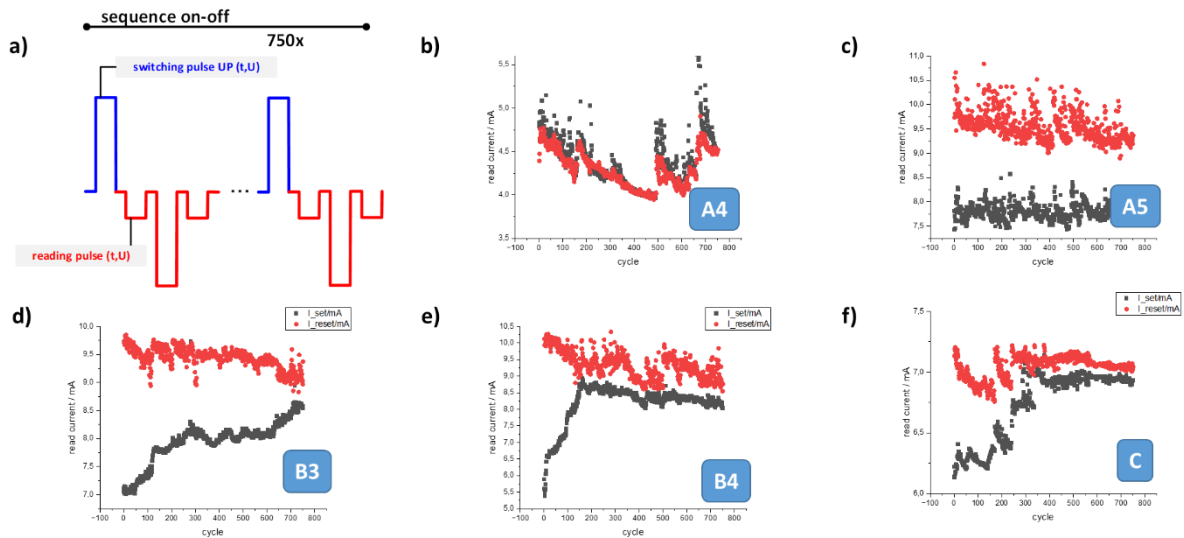 sequence on-off
a)
750x
switching pulse UP (t,U)
...
reading pulse (t,U)
b)
5,5
5,0
4,5
4,0
3,5
read current / mA
−100 0 100 200 300 400 500 600 700 800
cycle
A4
c)
11,0
10,5
10,0
9,5
9,0
8,5
8,0
7,5
read current / mA
−100 0 100 200 300 400 500 600 700 800
cycle
A5
d)
I_set/mA
I_reset/mA
10,0
9,5
9,0
8,5
8,0
7,5
7,0
read current / mA
−100 0 100 200 300 400 500 600 700 800
cycle
B3
e)
I_set/mA
I_reset/mA
10,5
10,0
9,5
9,0
8,5
8,0
7,5
7,0
6,5
6,0
5,5
5,0
read current / mA
−100 0 100 200 300 400 500 600 700 800
cycle
B4
f)
I_set/mA
I_reset/mA
7,5
7,0
6,5
6,0
read current / mA
−100 0 100 200 300 400 500 600 700 800
cycle
C